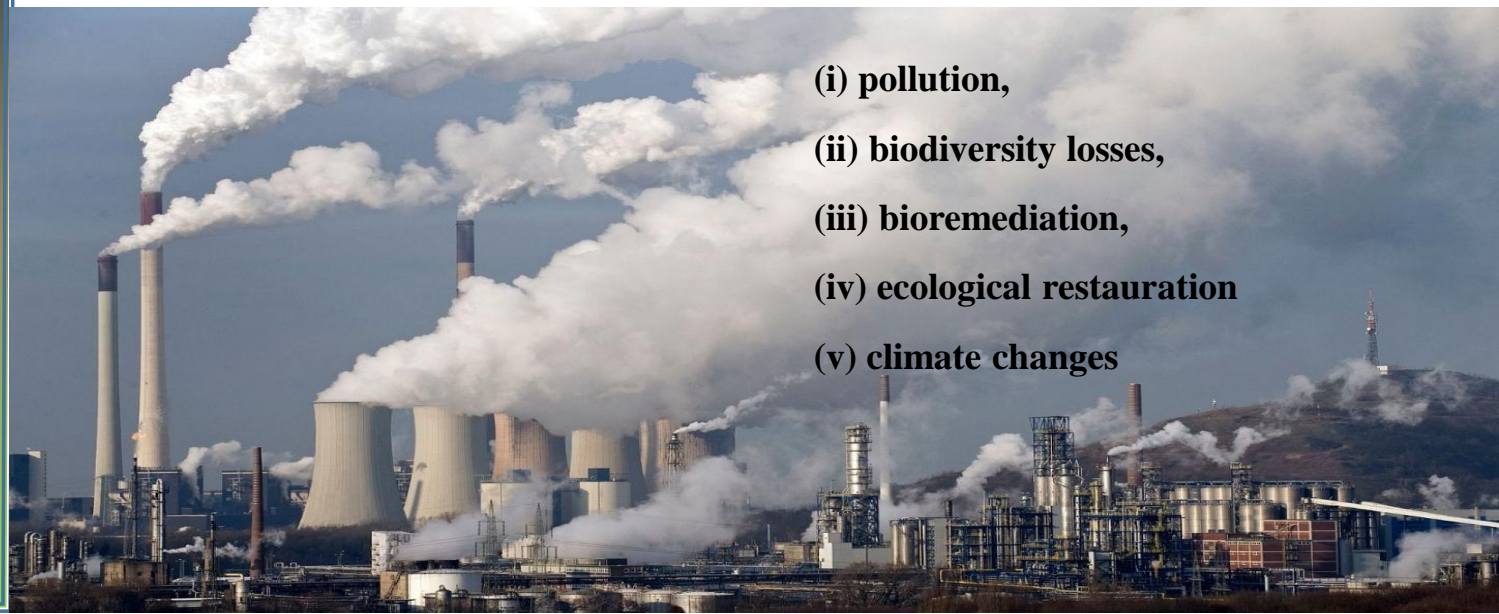 (i) pollution,
(ii) biodiversity losses,
(iii) bioremediation,
(iv) ecological restauration
(v) climate changes